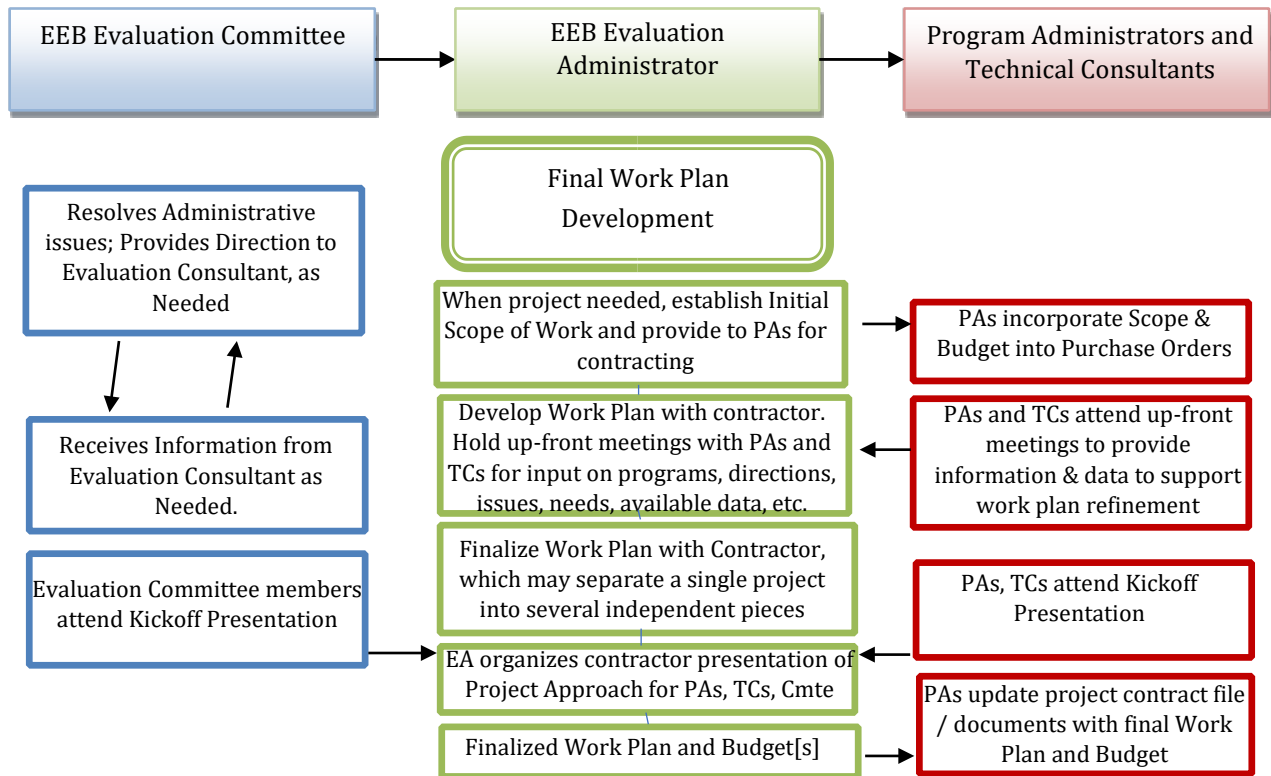 EEB Evaluation Committee
EEB Evaluation
Administrator
Program Administrators and
Technical Consultants
Final Work Plan
Development
Resolves Administrative
issues; Provides Direction to
Evaluation Consultant, as
Needed
When project needed, establish Initial
Scope of Work and provide to PAs for
contracting
PAs incorporate Scope &
Budget into Purchase Orders
Receives Information from
Evaluation Consultant as
Needed.
Develop Work Plan with contractor.
Hold up-front meetings with PAs and
TCs for input on programs, directions,
issues, needs, available data, etc.
PAs and TCs attend up-front
meetings to provide
information & data to support
work plan refinement
Evaluation Committee members
attend Kickoff Presentation
Finalize Work Plan with Contractor,
which may separate a single project
into several independent pieces
PAs, TCs attend Kickoff
Presentation
EA organizes contractor presentation of
Project Approach for PAs, TCs, Cmte
Finalized Work Plan and Budget[s]
PAs update project contract file
/ documents with final Work
Plan and Budget